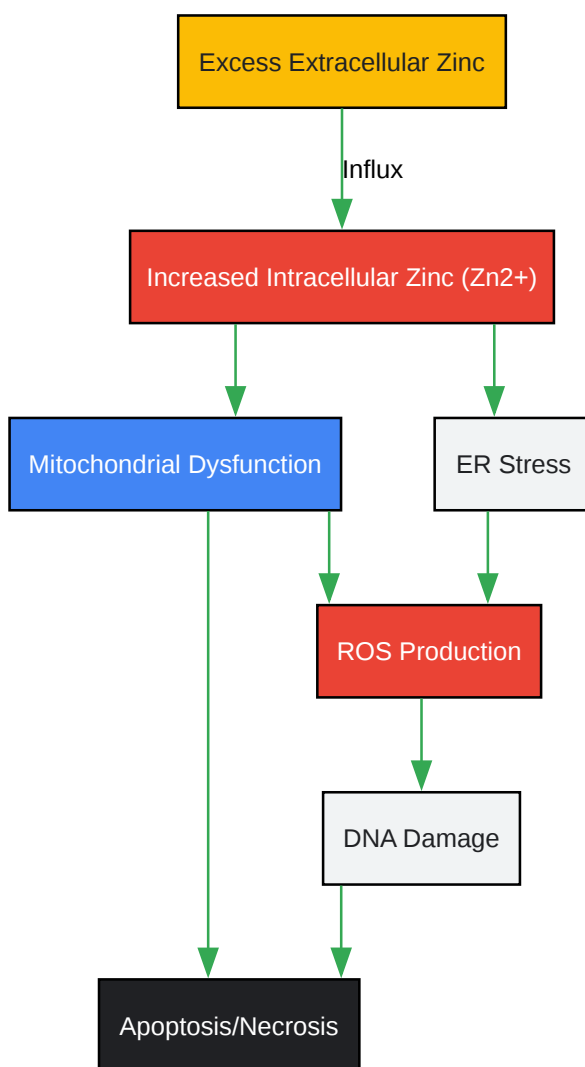 Excess Extracellular Zinc
Influx
Increased Intracellular Zinc (Zn2+)
Mitochondrial Dysfunction
ER Stress
ROS Production
DNA Damage
Apoptosis/Necrosis